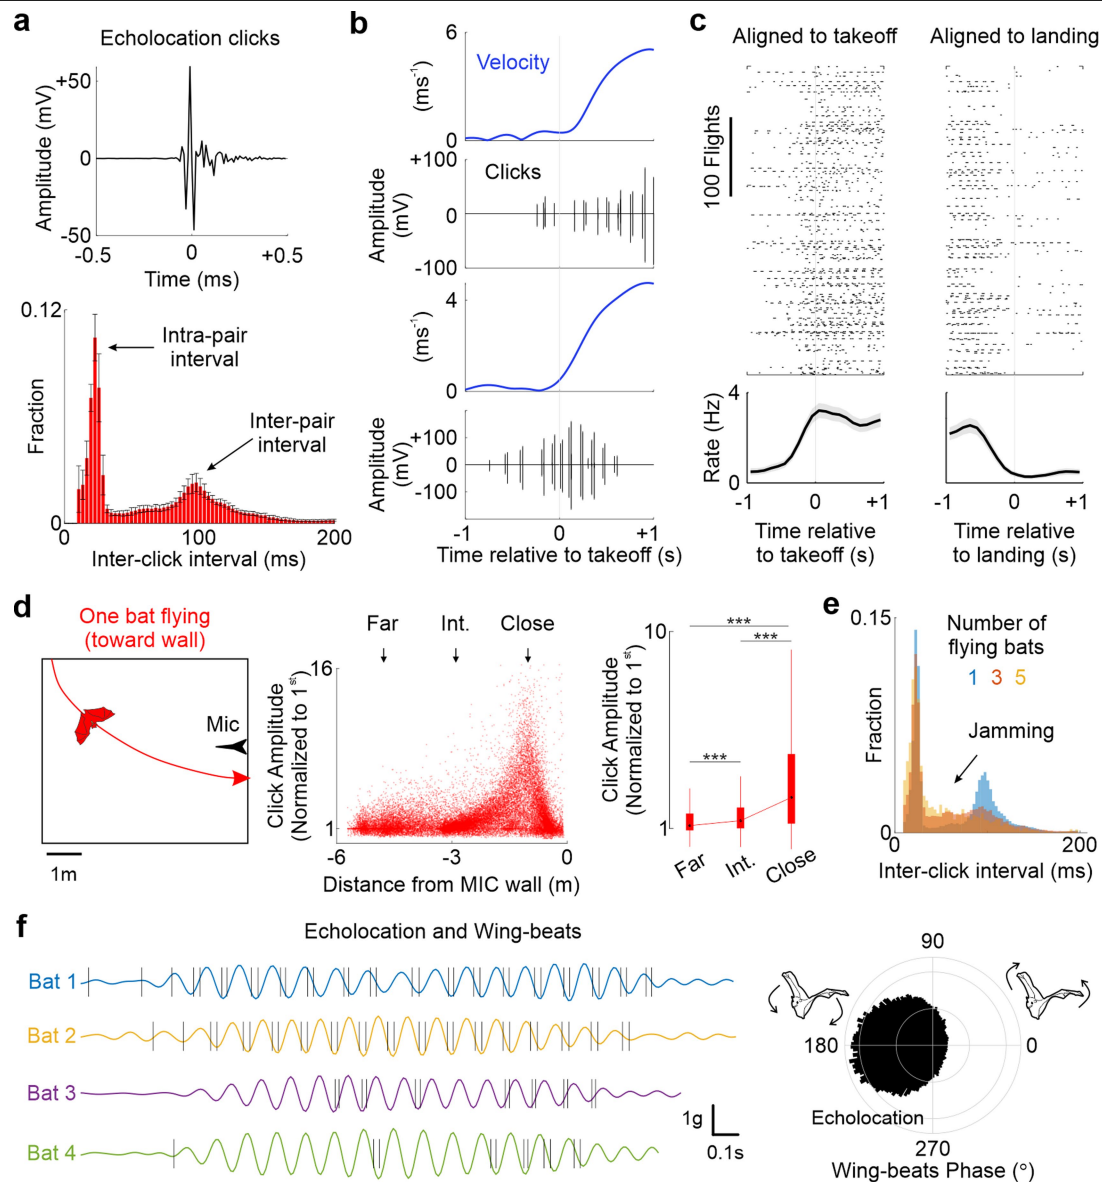 a
Echolocation clicks
+50
0
-50
Amplitude (mV)
-0.5
0
+0.5
Time (ms)
0.12
0
Fraction
Intra-pair
interval
Inter-pair
interval
0
100
200
Inter-click interval (ms)
b
6
0
(ms⁻¹)
Velocity
+100
0
-100
Amplitude
(mV)
Clicks
4
0
(ms⁻¹)
+100
0
-100
Amplitude
(mV)
-1
0
+1
Time relative to takeoff (s)
c
Aligned to takeoff
Aligned to landing
100 Flights
4
0
Rate (Hz)
-1
0
+1
Time relative
to takeoff (s)
-1
0
+1
Time relative
to landing (s)
d
One bat flying
(toward wall)
Mic
1m
Far
Int.
Close
16
1
Click Amplitude
(Normalized to 1st)
-6
-3
0
Distance from MIC wall (m)
10
1
Click Amplitude
(Normalized to 1st)
***
***
***
Far
Int.
Close
e
0.15
0
Fraction
Number of
flying bats
1 3 5
Jamming
0
200
Inter-click interval (ms)
f
Echolocation and Wing-beats
Bat 1
Bat 2
Bat 3
Bat 4
1g
0.1s
90
180
0
270
Echolocation
Wing-beats Phase (°)